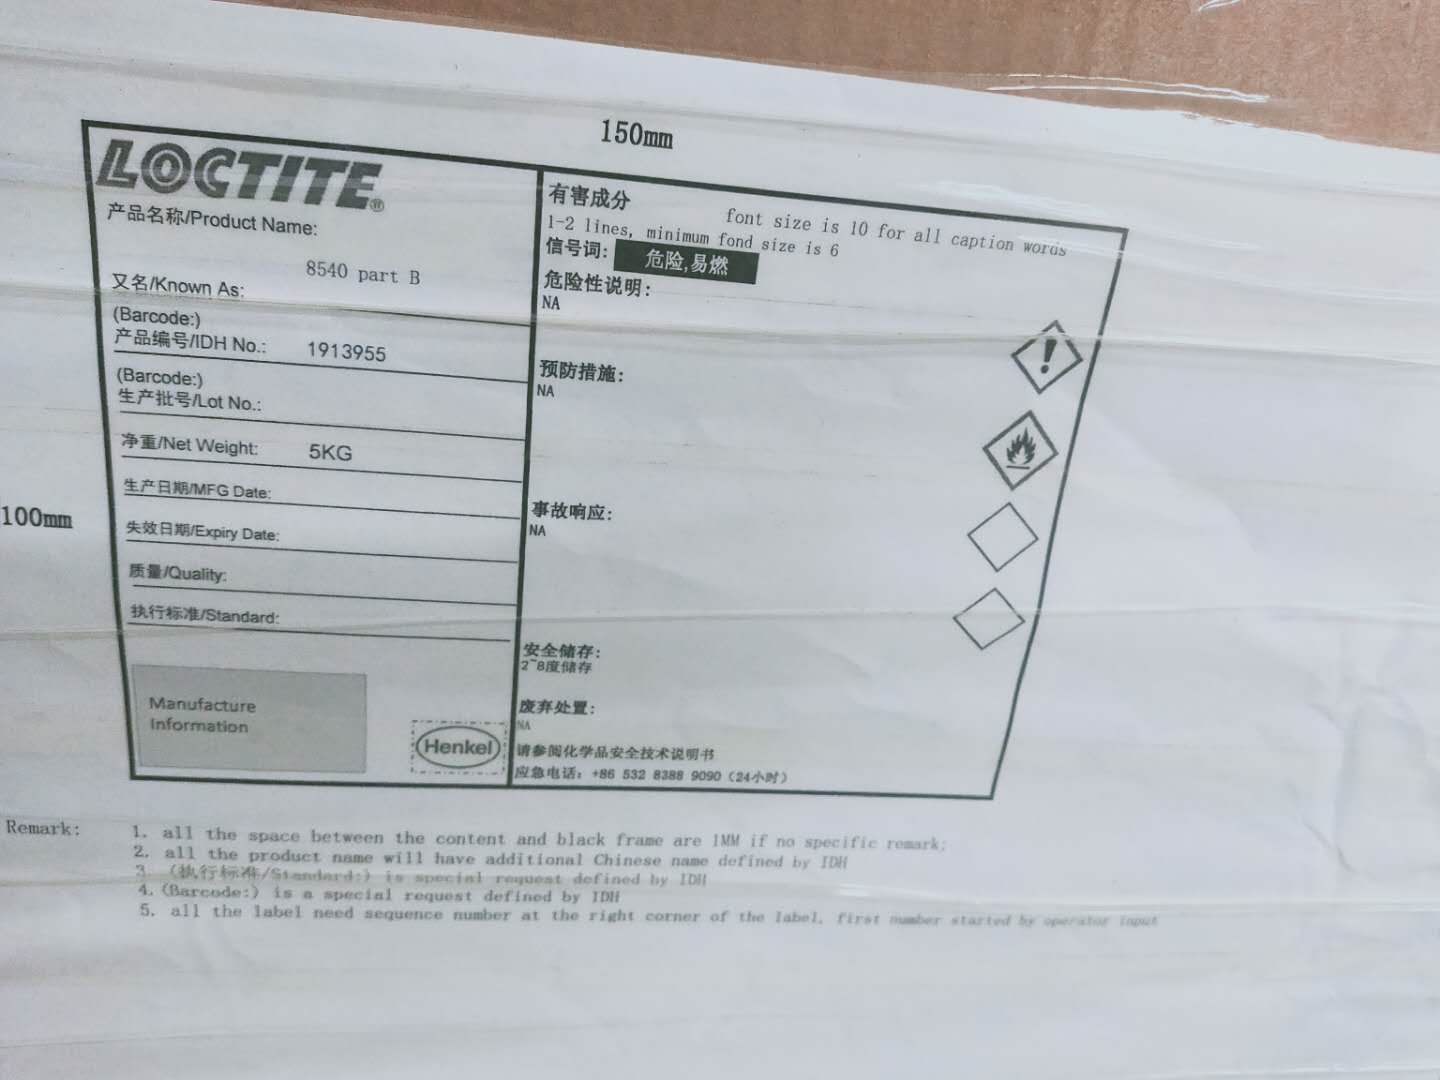 150mm
100mm
LOCTITE®
产品名称/Product Name:
8540 part B
又名/Known As:
(Barcode:)
产品编号/IDH No.: 1913955
(Barcode:)
生产批号/Lot No.:
净重/Net Weight: 5KG
生产日期/MFG Date:
失效日期/Expiry Date:
质量/Quality:
执行标准/Standard:
Manufacture
Information
Henkel
有害成分
font size is 10 for all caption words
1-2 lines, minimum fond size is 6
信号词: 危险,易燃
危险性说明:
NA
预防措施:
NA
事故响应:
NA
安全储存:
2~8度储存
废弃处置:
NA
请参阅化学品安全技术说明书
应急电话: +86 532 8388 9090 (24小时)
Remark:
1. all the space between the content and black frame are 1MM if no specific remark;
2. all the product name will have additional Chinese name defined by IDH
3 (执行标准/Standard:) is special request defined by IDH
4.(Barcode:) is a special request defined by IDH
5. all the label need sequence number at the right corner of the label, first number started by operator input